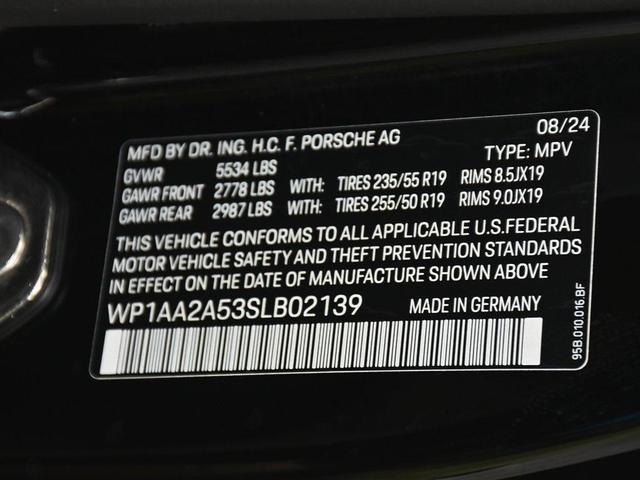 MFD BY DR. ING. H.C. F. PORSCHE AG 08/24
GVWR 5534 LBS TYPE: MPV
GAWR FRONT 2778 LBS WITH: TIRES 235/55 R19 RIMS 8.5JX19
GAWR REAR 2987 LBS WITH: TIRES 255/50 R19 RIMS 9.0JX19
THIS VEHICLE CONFORMS TO ALL APPLICABLE U.S.FEDERAL
MOTOR VEHICLE SAFETY AND THEFT PREVENTION STANDARDS
IN EFFECT ON THE DATE OF MANUFACTURE SHOWN ABOVE
WP1AA2A53SLB02139 MADE IN GERMANY
95B.010.016.BF